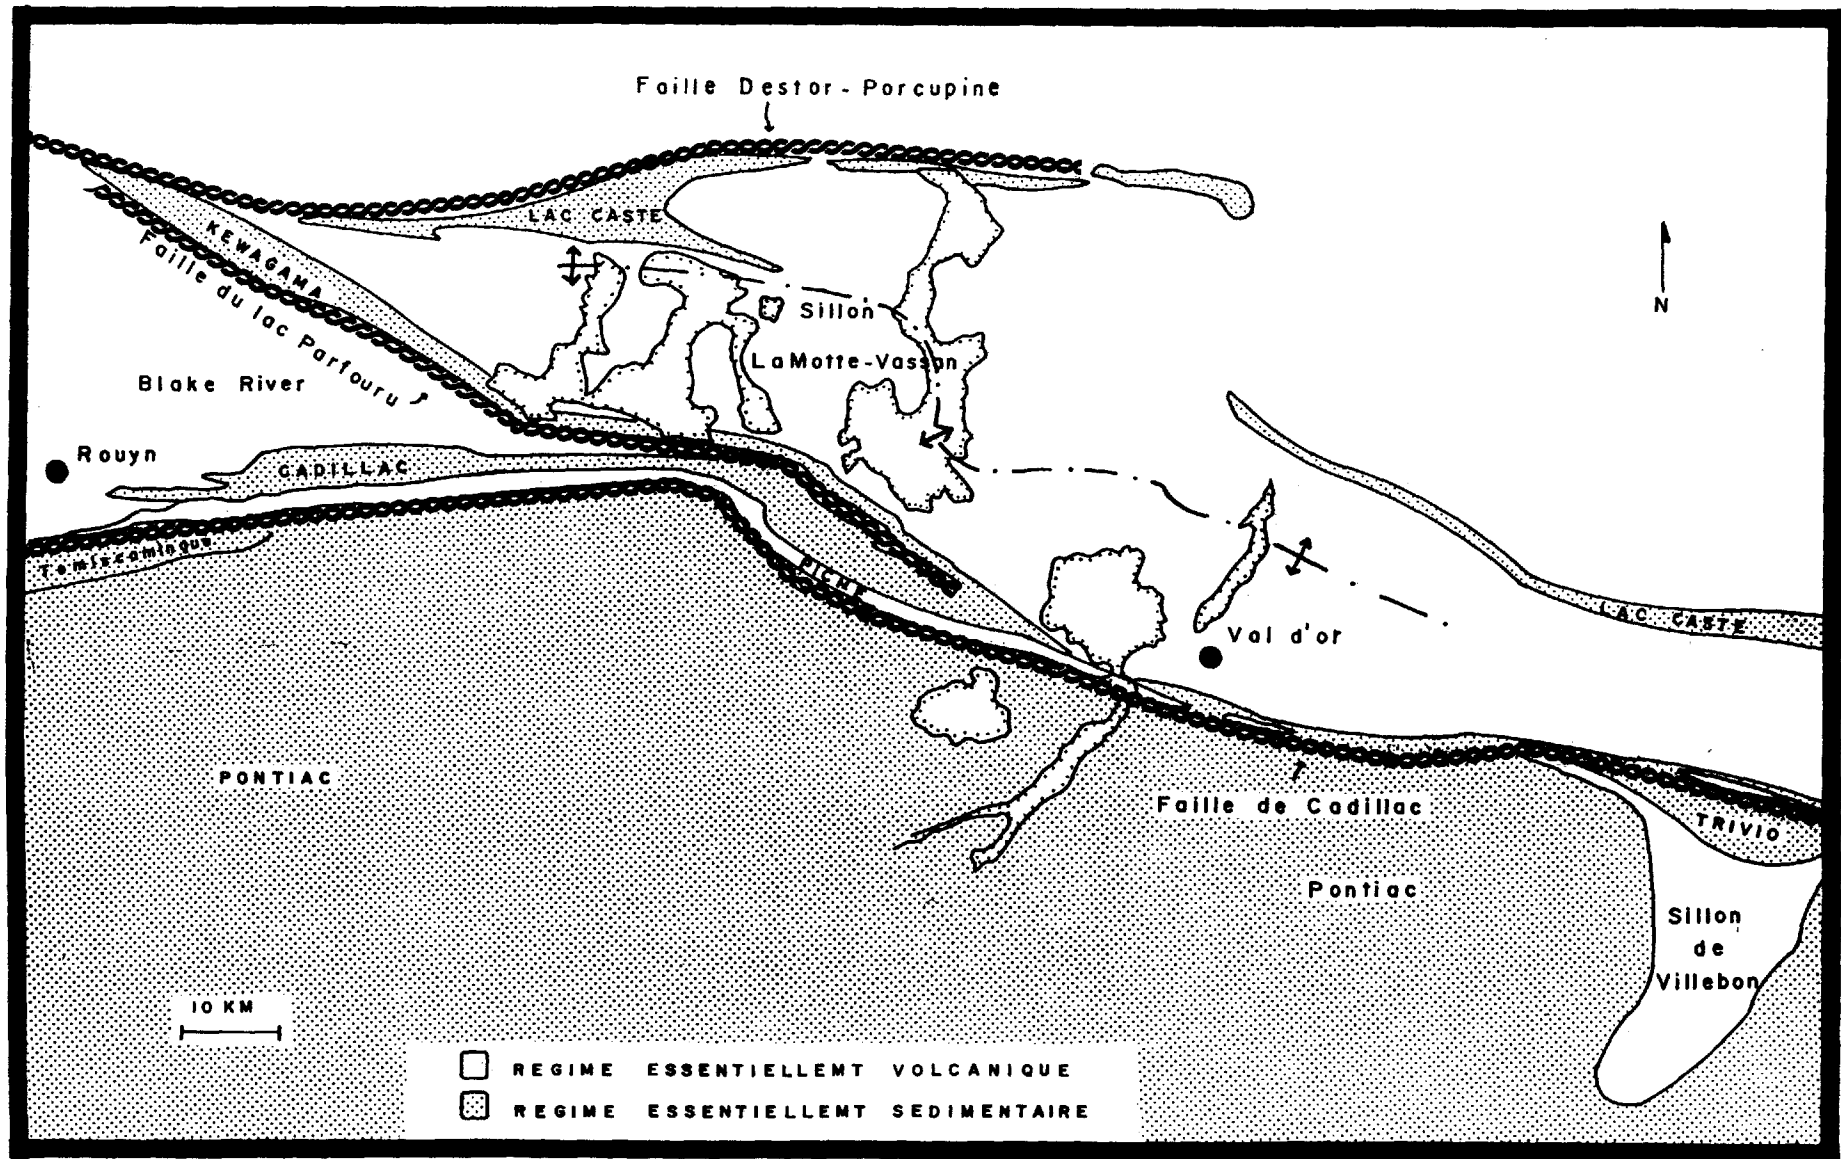 Faille Destor - Porcupine
LAC CASTE
KEWAGAMA
Faille du lac Parfouru
Sillon
LaMotte-Vassan
N
Blake River
Rouyn
CADILLAC
Temiscamingue
PICHE
LAC CASTE
Val d'or
PONTIAC
Faille de Cadillac
TRIVIO
Pontiac
Sillon
de
Villebon
10 KM
REGIME ESSENTIELLEMT VOLCANIQUE
REGIME ESSENTIELLEMT SEDIMENTAIRE